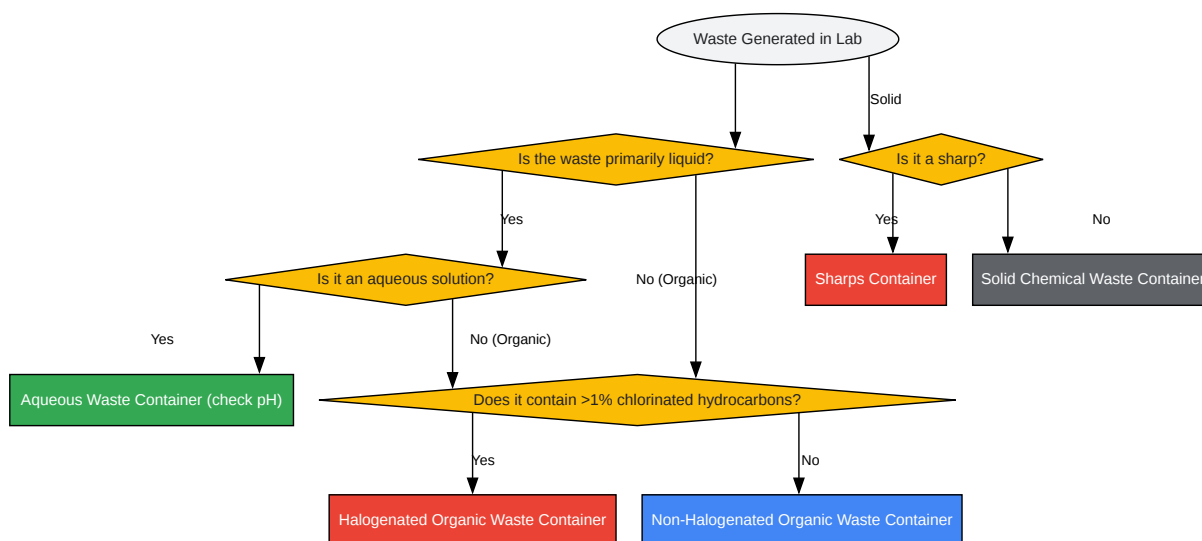 Waste Generated in Lab
Solid
Is the waste primarily liquid?
Is it a sharp?
Yes
Yes
No
Is it an aqueous solution?
No (Organic)
Sharps Container
Solid Chemical Waste Container
Yes
No (Organic)
Aqueous Waste Container (check pH)
Does it contain >1% chlorinated hydrocarbons?
Yes
No
Halogenated Organic Waste Container
Non-Halogenated Organic Waste Container